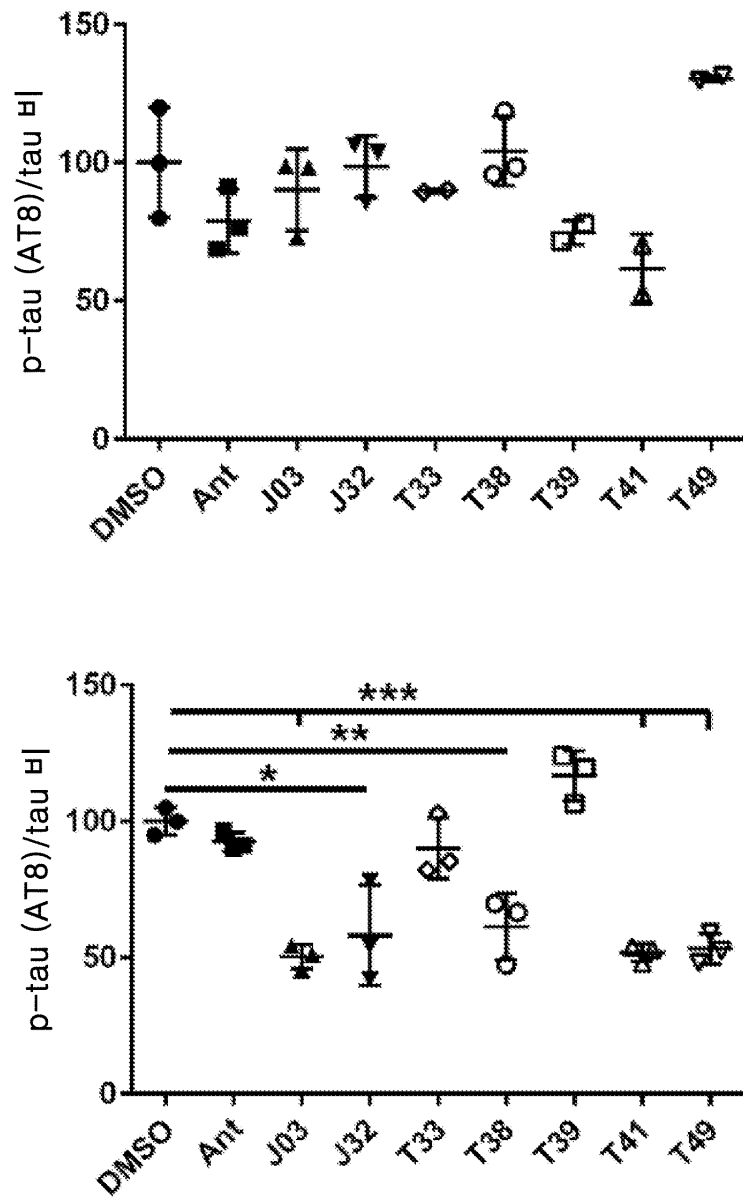 p-tau (AT8)/tau 비
150
100
50
0
DMSO
Ant
J03
J32
T33
T38
T39
T41
T49
p-tau (AT8)/tau 비
150
100
50
0
***
**
*
DMSO
Ant
J03
J32
T33
T38
T39
T41
T49